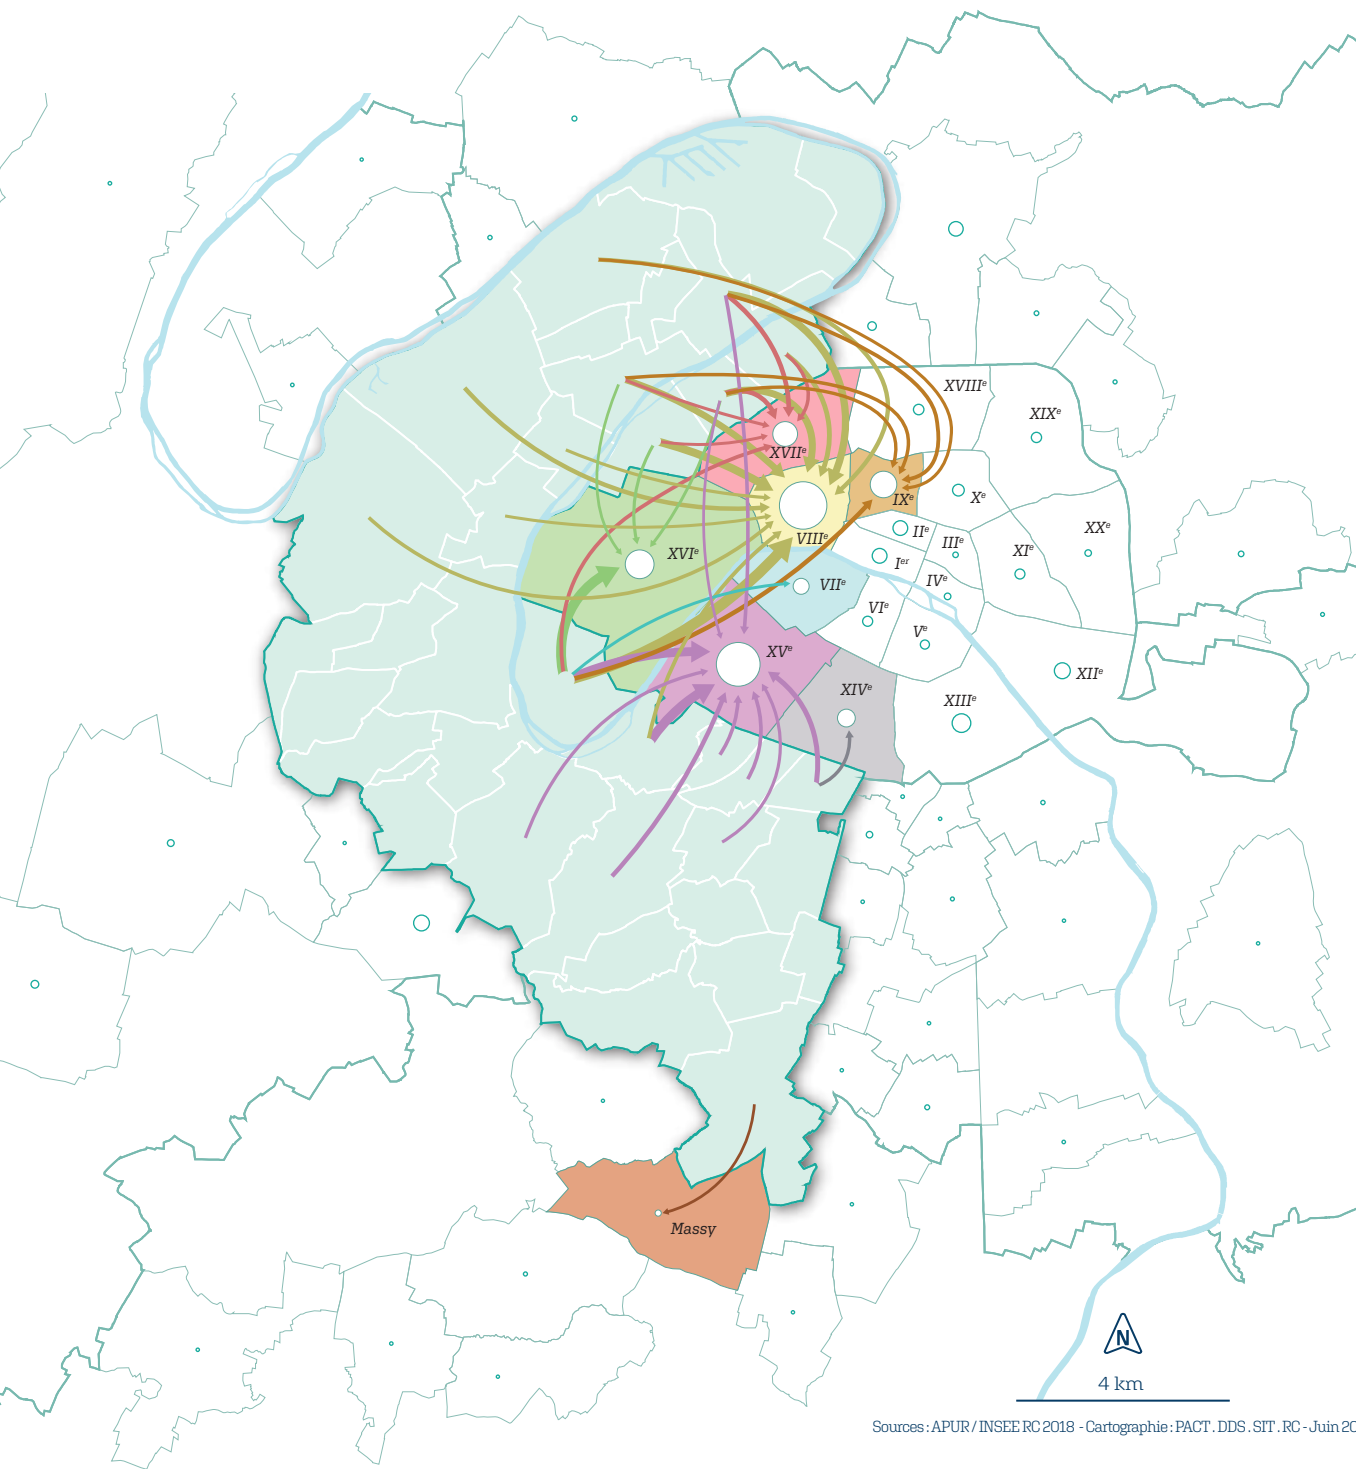 XVIIIe
XIXe
XVIIe
IXe
Xe
VIIIe
IIe
IIIe
XXe
XIe
XVIe
Ier
IVe
VIIe
VIe
Ve
XVe
XIVe
XIIe
XIIIe
Massy
N
4 km
Sources : APUR / INSEE RC 2018 - Cartographie : PACT . DDS . SIT . RC - Juin 20